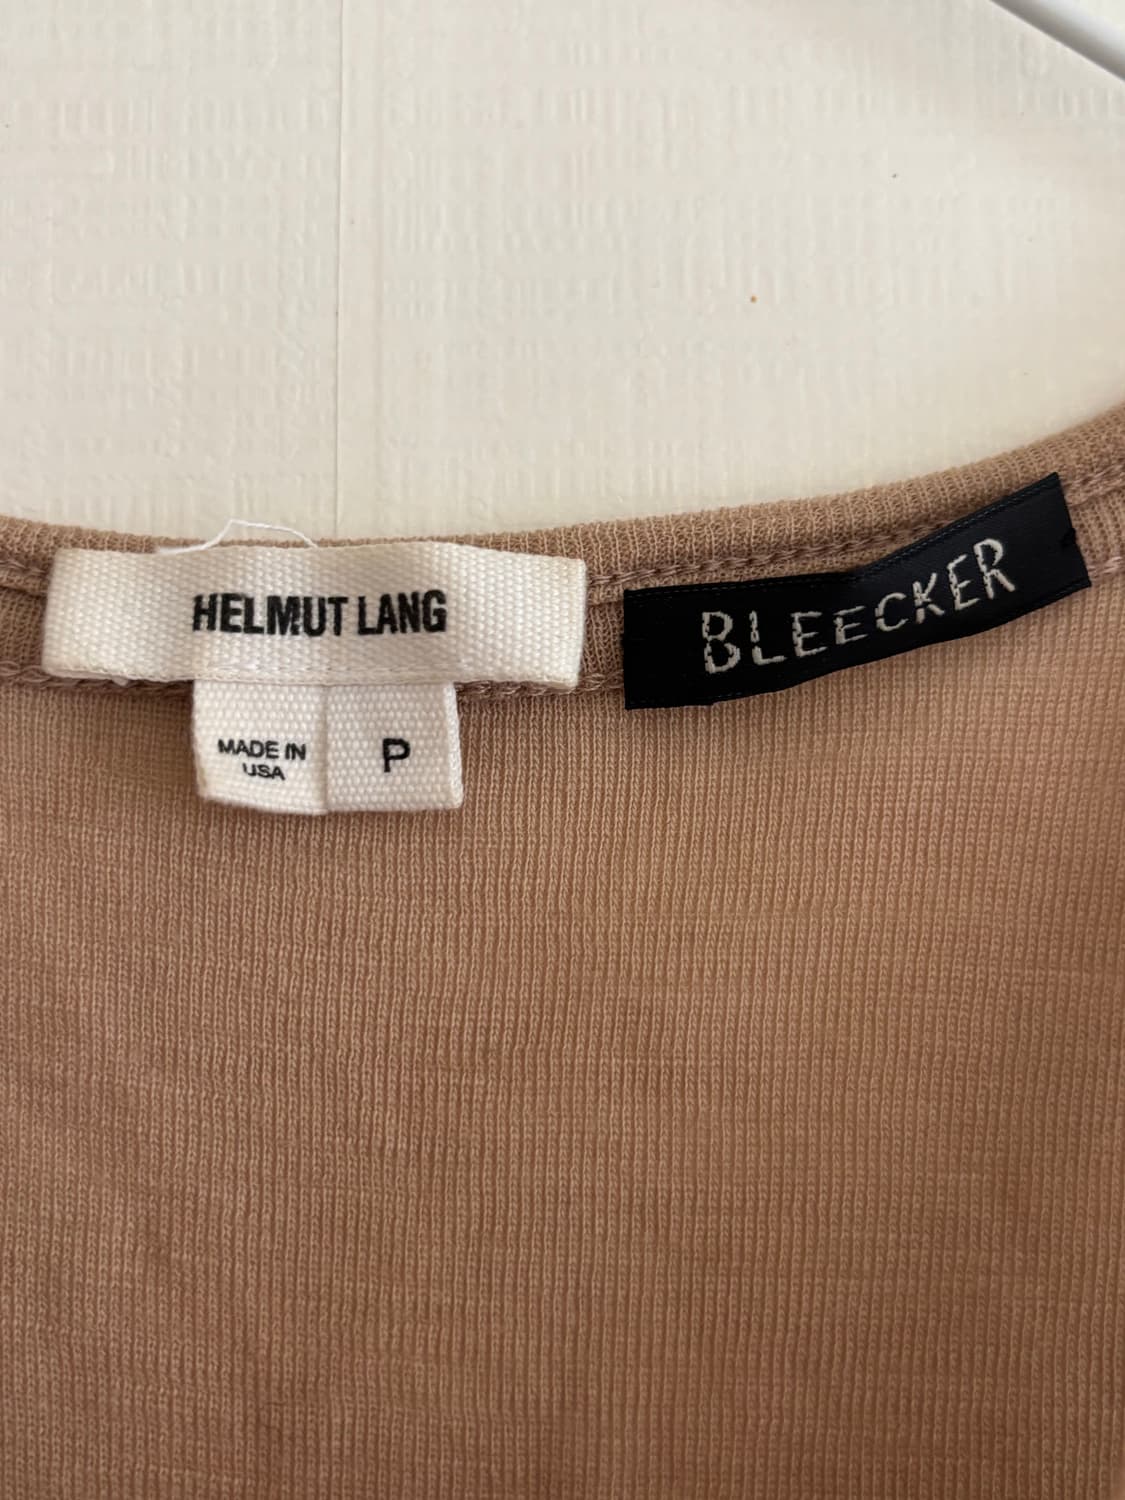 HELMUT LANG
MADE IN
USA
P
BLEECKER